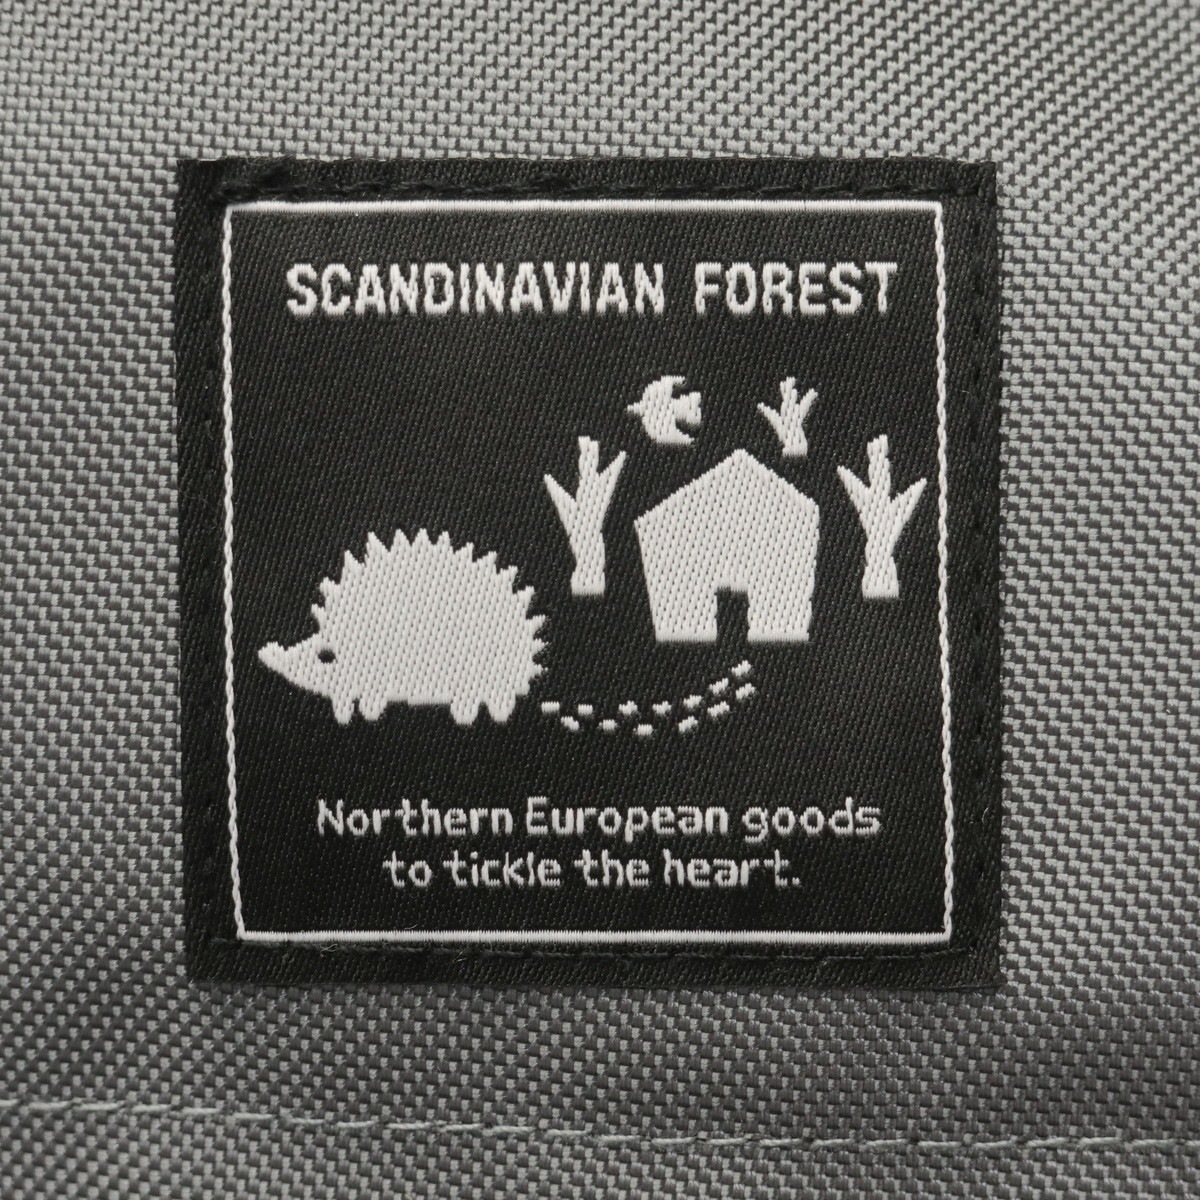 SCANDINAVIAN FOREST
Northern European goods
to tickle the heart.